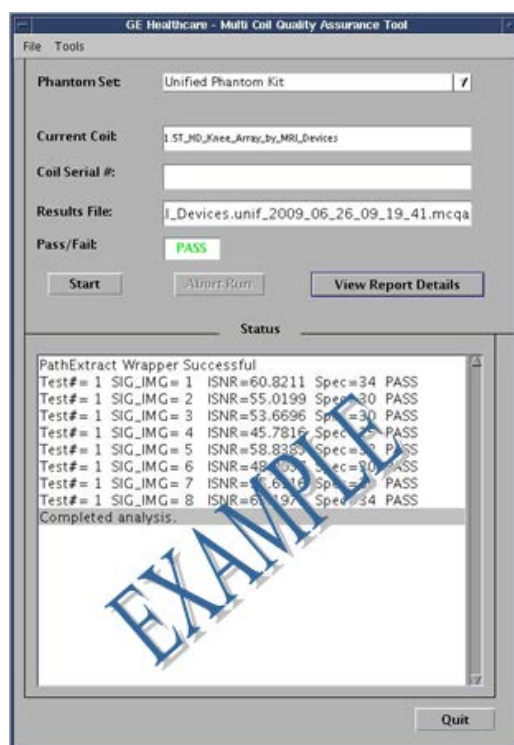 GE Healthcare - Multi Coil Quality Assurance Tool
File Tools
Phantom Set: Unified Phantom Kit
Current Coil: 1.5T_HD_Knee_Array_by_MRI_Devices
Coil Serial #:
Results File: I_Devices.unif_2009_06_26_09_19_41.mcqa
Pass/Fail: PASS
Start Abort Run View Report Details
Status
PathExtract Wrapper Successful
Test#= 1 SIG_IMG= 1 ISNR=60.8211 Spec=34 PASS
Test#= 1 SIG_IMG= 2 ISNR=55.0199 Spec=30 PASS
Test#= 1 SIG_IMG= 3 ISNR=53.6696 Spec=30 PASS
Test#= 1 SIG_IMG= 4 ISNR=45.7816 PASS
Test#= 1 SIG_IMG= 5 PASS
Test#= 1 SIG_IMG= 6 PASS
Test#= 1 SIG_IMG= 7 PASS
Test#= 1 SIG_IMG= 8 PASS
Completed analysis.
EXAMPLE
Quit